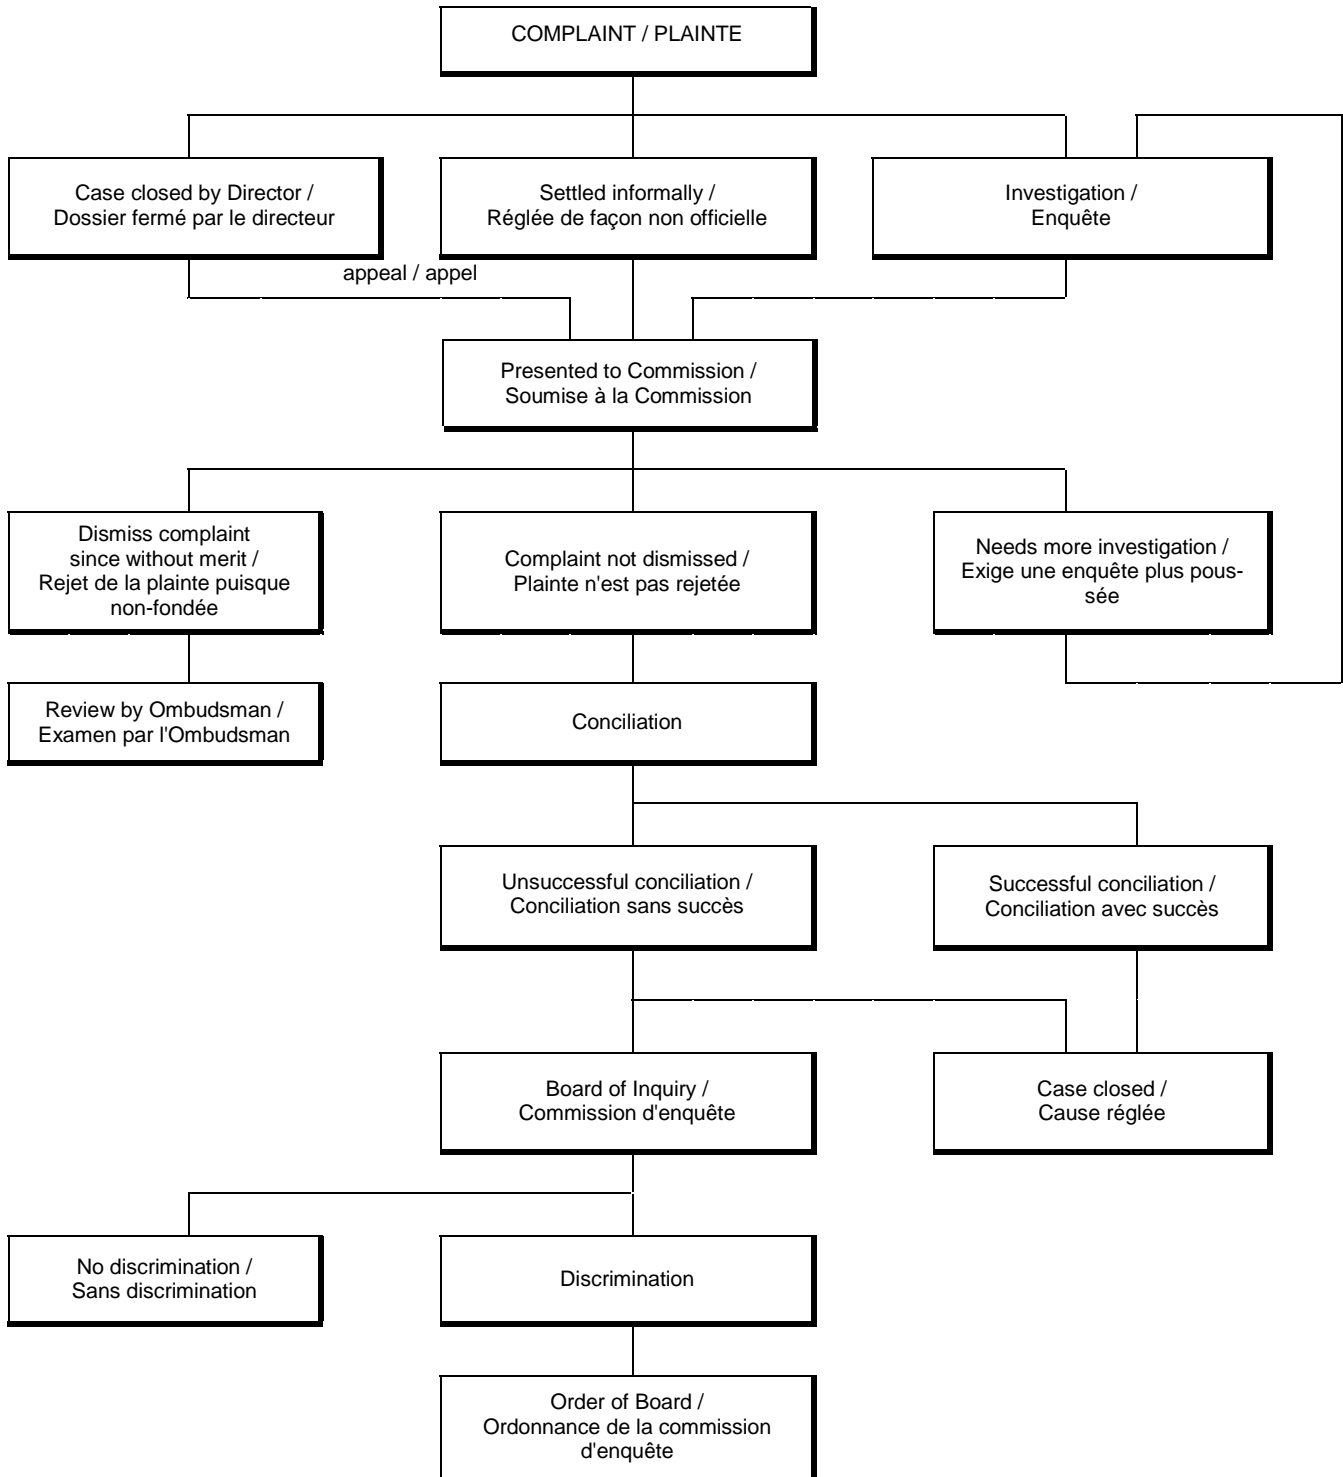 COMPLAINT / PLAINTE
Case closed by Director /
Dossier fermé par le directeur
Settled informally /
Réglée de façon non officielle
Investigation /
Enquête
appeal / appel
Presented to Commission /
Soumise à la Commission
Dismiss complaint
since without merit /
Rejet de la plainte puisque
non-fondée
Complaint not dismissed /
Plainte n'est pas rejetée
Needs more investigation /
Exige une enquête plus pous-
sée
Review by Ombudsman /
Examen par l'Ombudsman
Conciliation
Unsuccessful conciliation /
Conciliation sans succès
Successful conciliation /
Conciliation avec succès
Board of Inquiry /
Commission d'enquête
Case closed /
Cause réglée
No discrimination /
Sans discrimination
Discrimination
Order of Board /
Ordonnance de la commission
d'enquête